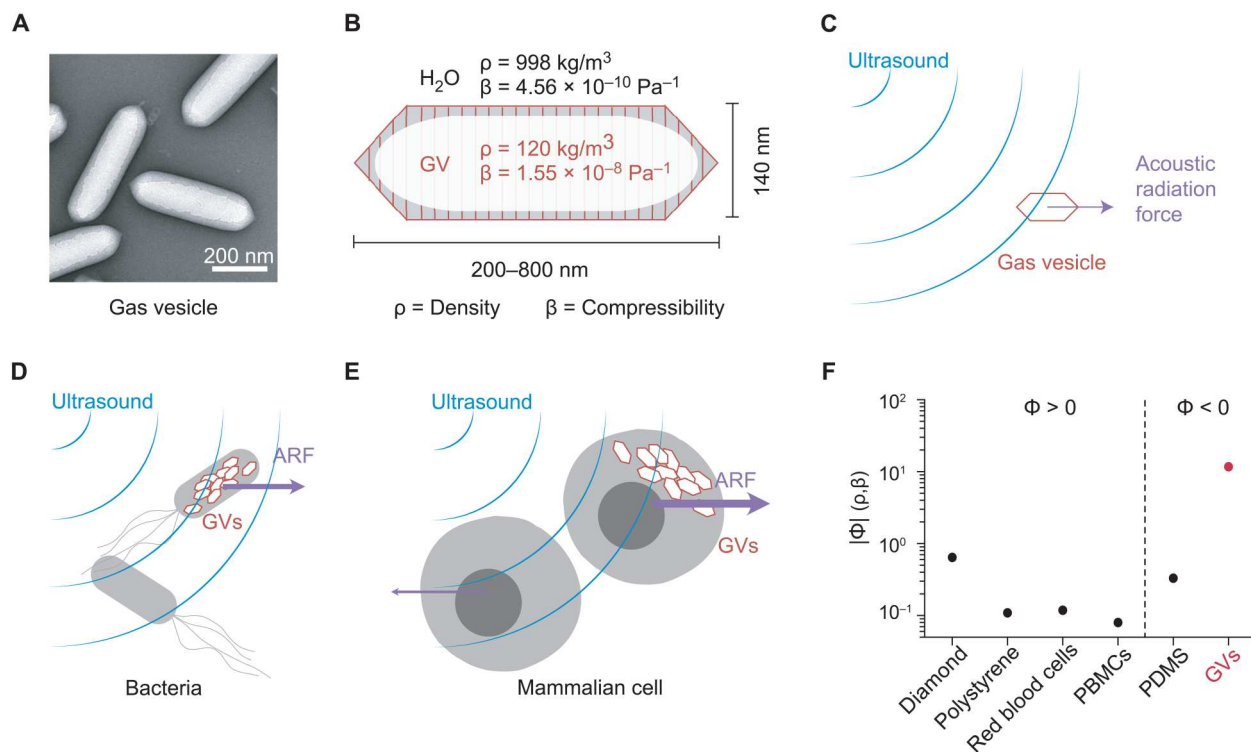 A
200 nm
Gas vesicle
B
H₂O
ρ = 998 kg/m³
β = 4.56 × 10⁻¹⁰ Pa⁻¹
GV
ρ = 120 kg/m³
β = 1.55 × 10⁻⁸ Pa⁻¹
140 nm
200–800 nm
ρ = Density β = Compressibility
C
Ultrasound
Acoustic
radiation
force
Gas vesicle
D
Ultrasound
ARF
GVs
Bacteria
E
Ultrasound
ARF
GVs
Mammalian cell
F
Φ > 0
Φ < 0
|Φ| (ρ,β)
10²
10¹
10⁰
10⁻¹
Diamond
Polystyrene
Red blood cells
PBMCs
PDMS
GVs